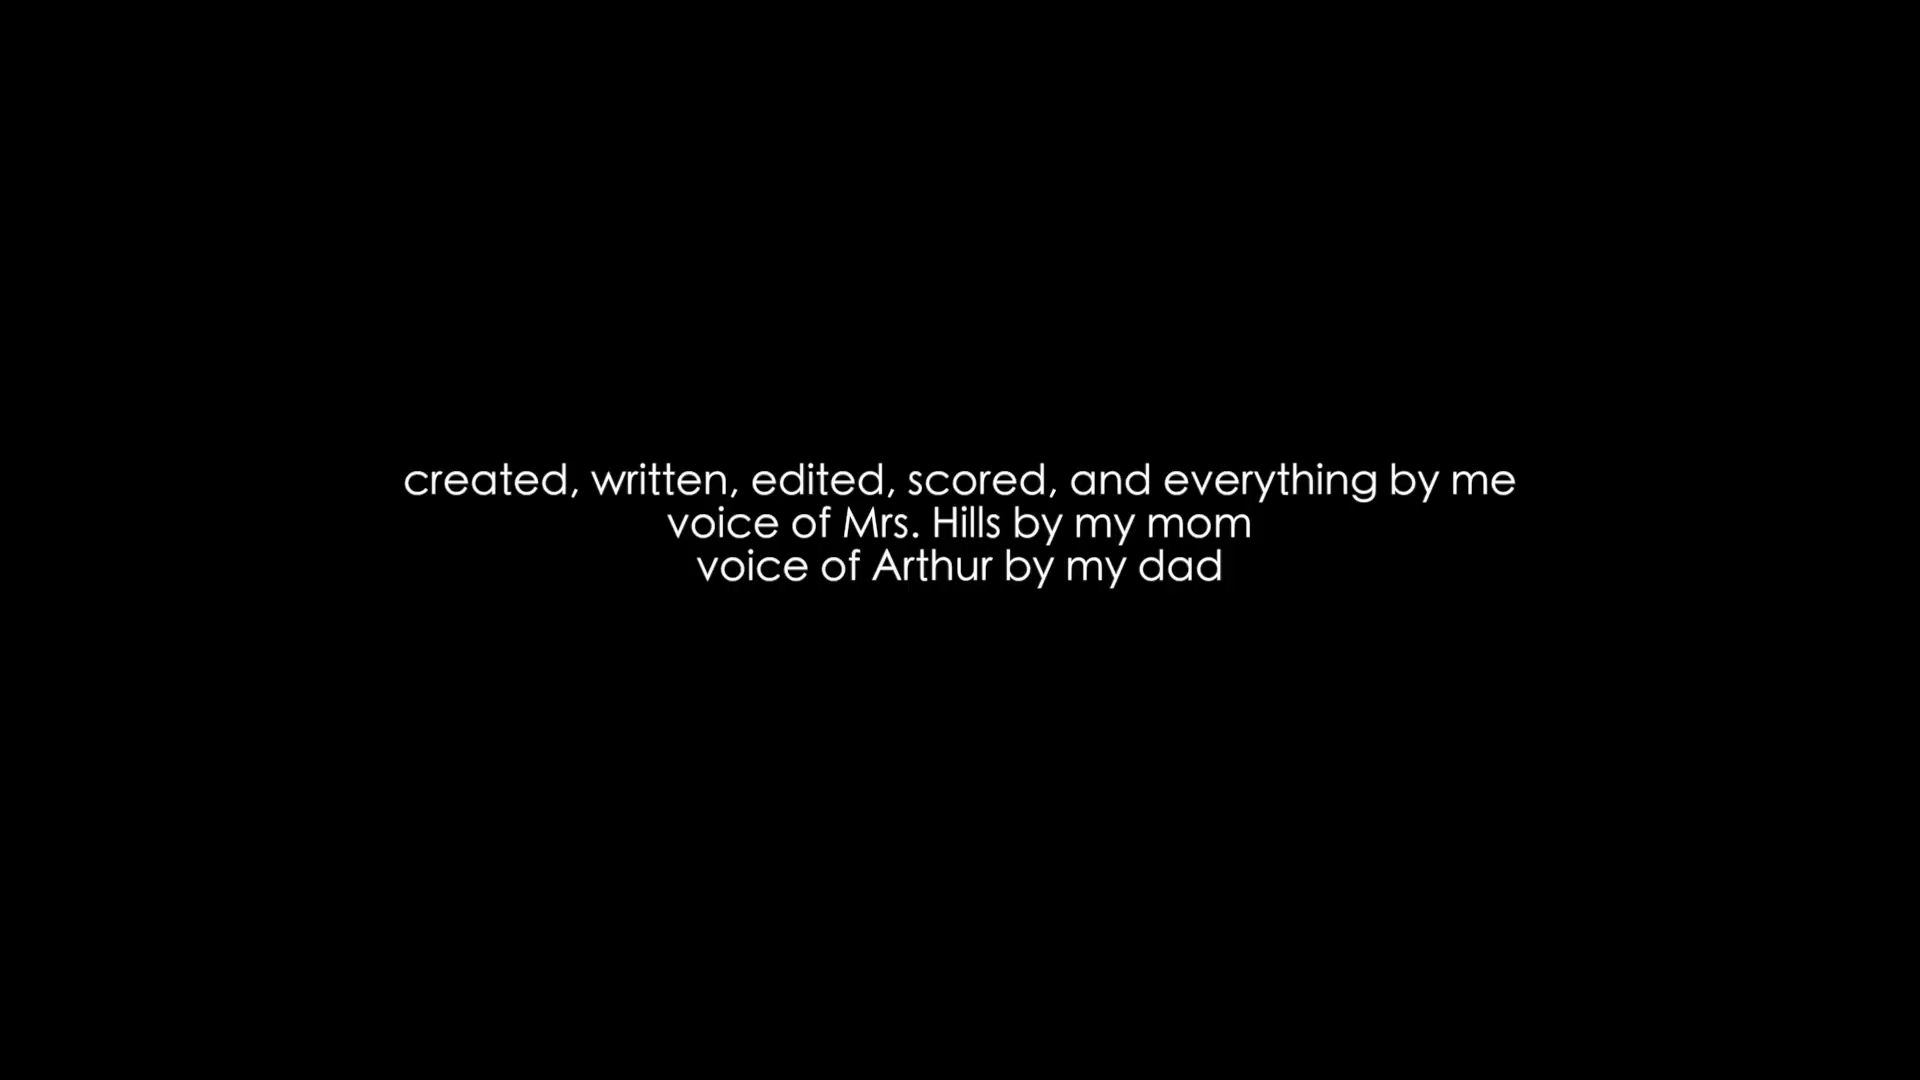 created, written, edited, scored, and everything by me
voice of Mrs. Hills by my mom
voice of Arthur by my dad